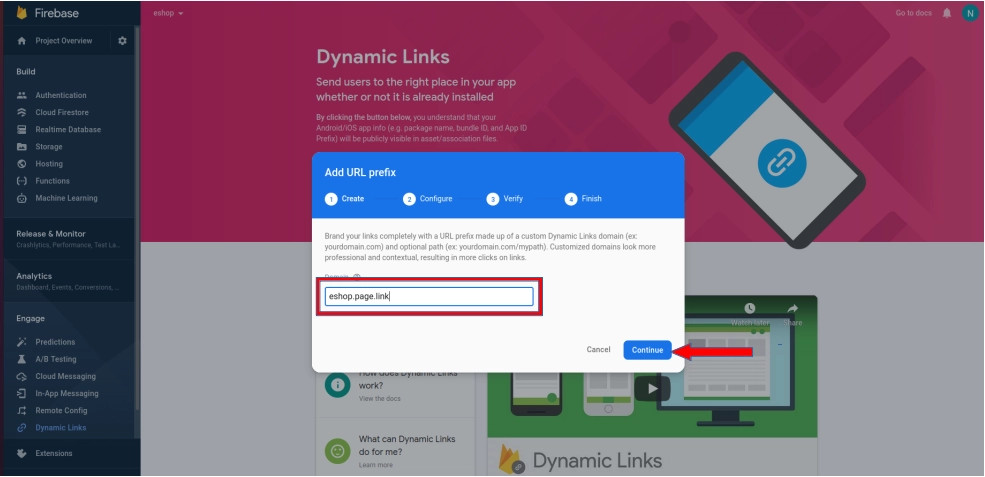 Firebase
eshop
Go to docs
N
Project Overview
Build
Authentication
Cloud Firestore
Realtime Database
Storage
Hosting
Functions
Machine Learning
Release & Monitor
Crashlytics, Performance, Test La...
Analytics
Dashboard, Events, Conversions, ...
Engage
Predictions
A/B Testing
Cloud Messaging
In-App Messaging
Remote Config
Dynamic Links
Extensions
Dynamic Links
Send users to the right place in your app
whether or not it is already installed
By clicking the button below, you understand that your
Android/iOS app info (e.g. package name, bundle ID, and App ID
Prefix) will be publicly visible in asset/association files.
Add URL prefix
1 Create
2 Configure
3 Verify
4 Finish
Brand your links completely with a URL prefix made up of a custom Dynamic Links domain (ex:
yourdomain.com) and optional path (ex: yourdomain.com/mypath). Customized domains look more
professional and contextual, resulting in more clicks on links.
Domain
eshop.page.link
Cancel
Continue
How does Dynamic Links
work?
View the docs
What can Dynamic Links
do for me?
Learn more
Watch later
Share
Dynamic Links